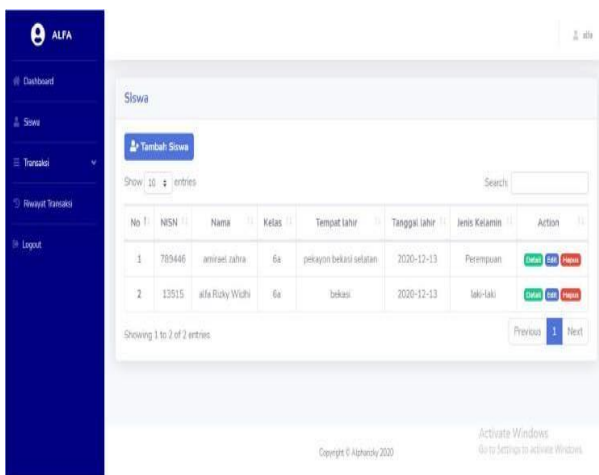 ALFA
alfa
Dashboard
Siswa
Transaksi
Riwayat Transaksi
Logout
Siswa
Tambah Siswa
Show 10 entries
Search:
No NISN Nama Kelas Tempat lahir Tanggal lahir Jenis Kelamin Action
1 789446 amirael zahra 6a pekayon bekasi selatan 2020-12-13 Perempuan Detail Edit Hapus
2 13515 alfa Rizky Widhi 6a bekasi 2020-12-13 laki-laki Detail Edit Hapus
Showing 1 to 2 of 2 entries
Previous 1 Next
Activate Windows
Go to Settings to activate Windows.
Copyright © 2020